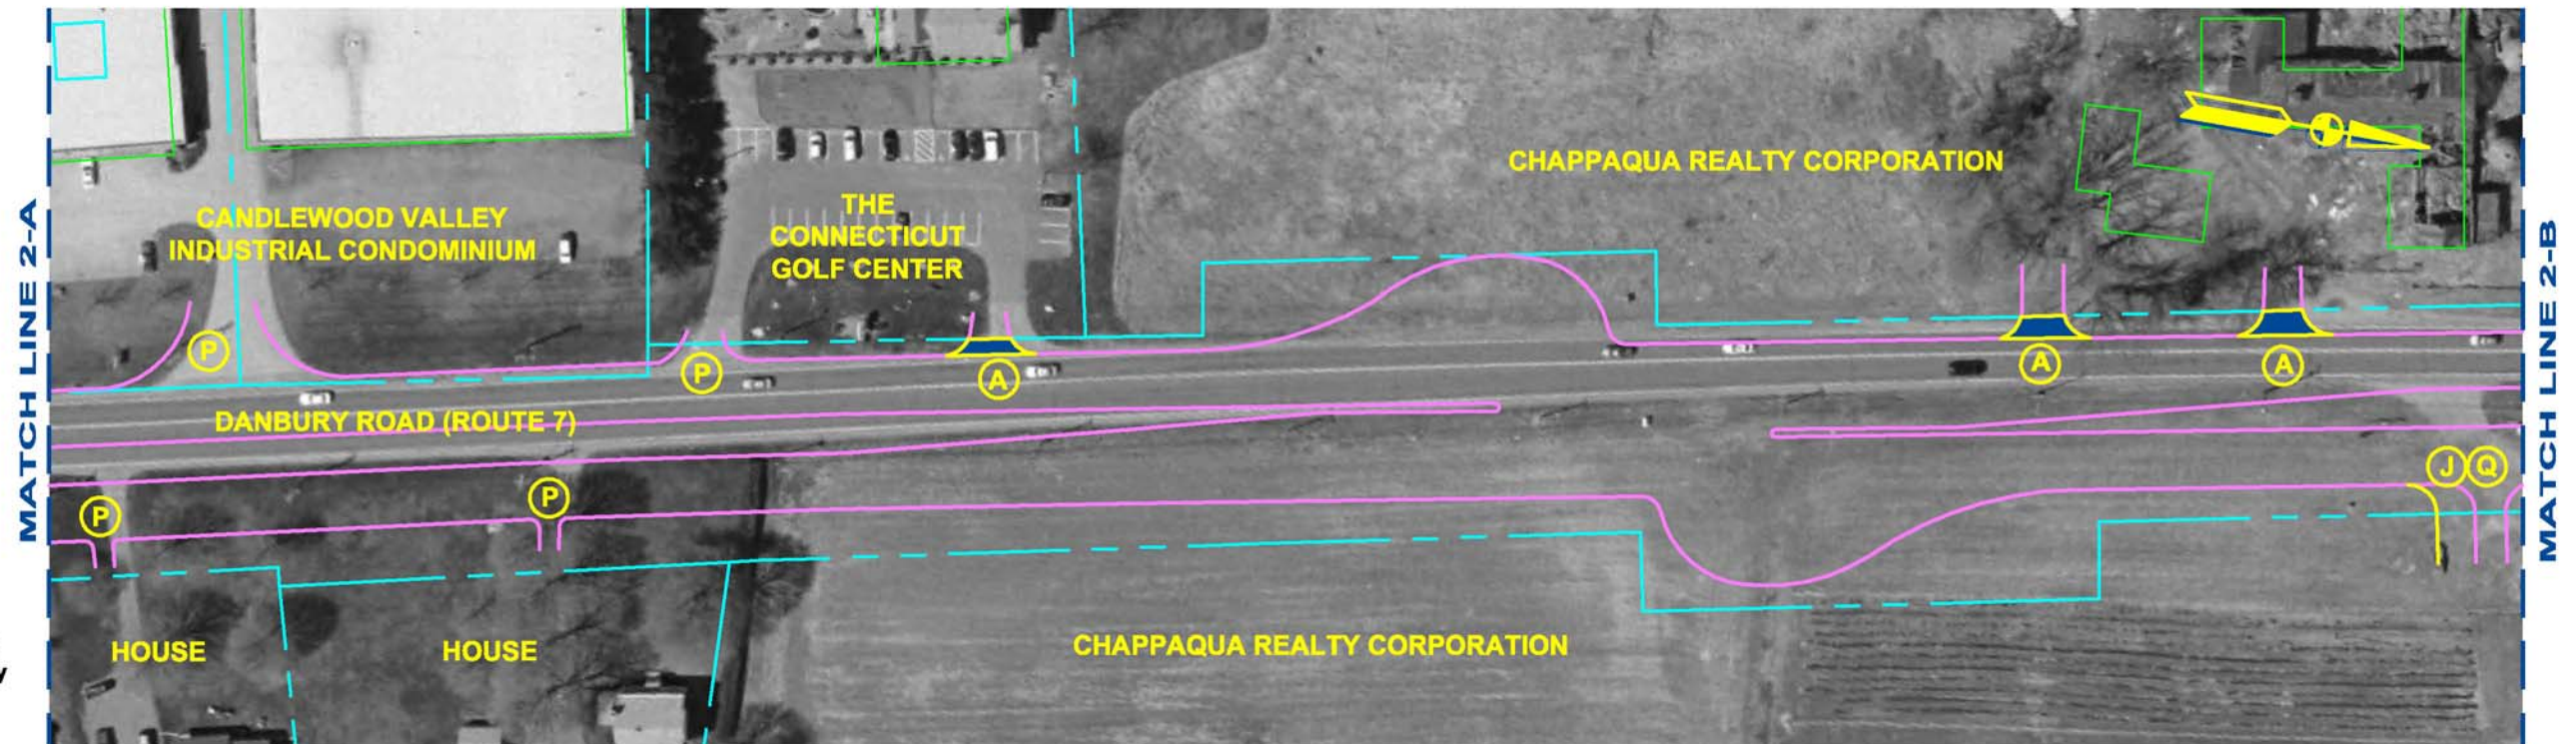 MATCH LINE 2-A
CANDLEWOOD VALLEY
INDUSTRIAL CONDOMINIUM
THE
CONNECTICUT
GOLF CENTER
CHAPPAQUA REALTY CORPORATION
P
P
A
A
A
DANBURY ROAD (ROUTE 7)
P
P
J Q
HOUSE
HOUSE
CHAPPAQUA REALTY CORPORATION
y
MATCH LINE 2-B